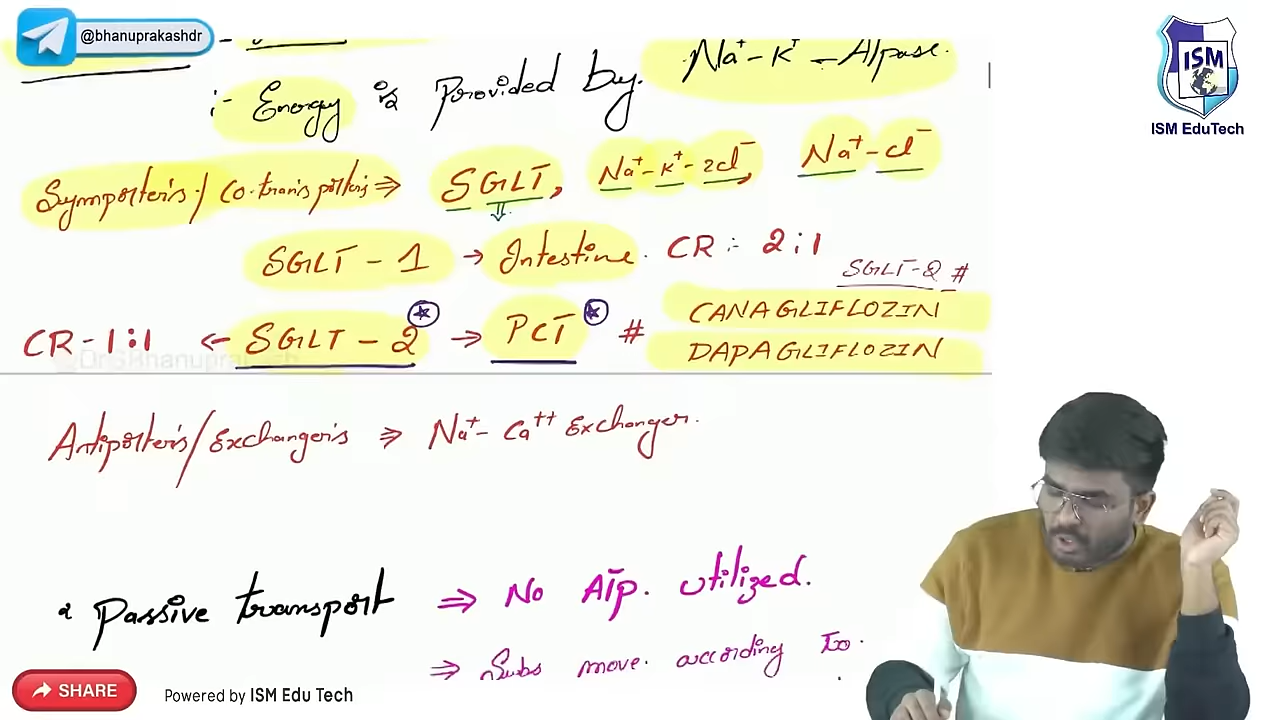 @bhanuprakashdr
ISM
ISM EduTech
:- Energy is Provided by. Na+-K+-ATPase.
Symporters/Co-transporters ⇒ SGLT, Na+-K+-2Cl-, Na+-Cl-
⇓
SGLT-1 → Intestine. CR :- 2:1
SGLT-2 #
CR-1:1 ← SGLT-2 → PCT # CANAGLIFLOZIN
DAPAGLIFLOZIN
Dr.S.Bhanuprakash
Antiporters/Exchangers ⇒ Na+-Ca++ Exchanger.
Passive transport ⇒ No ATP. utilized.
⇒ Subs move. according to.
SHARE
Powered by ISM Edu Tech